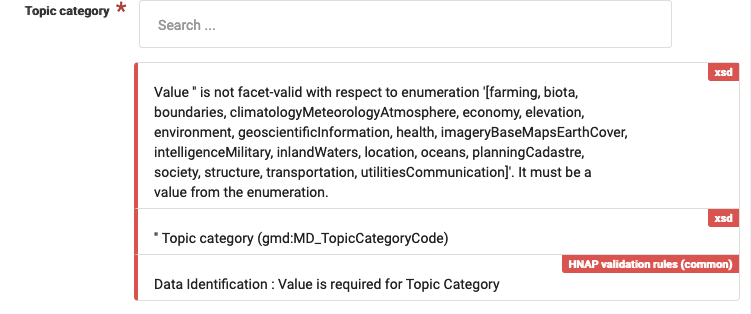 Topic category *
Search ...
xsd
Value '' is not facet-valid with respect to enumeration '[farming, biota,
boundaries, climatologyMeteorologyAtmosphere, economy, elevation,
environment, geoscientificInformation, health, imageryBaseMapsEarthCover,
intelligenceMilitary, inlandWaters, location, oceans, planningCadastre,
society, structure, transportation, utilitiesCommunication]'. It must be a
value from the enumeration.
xsd
'' Topic category (gmd:MD_TopicCategoryCode)
HNAP validation rules (common)
Data Identification : Value is required for Topic Category